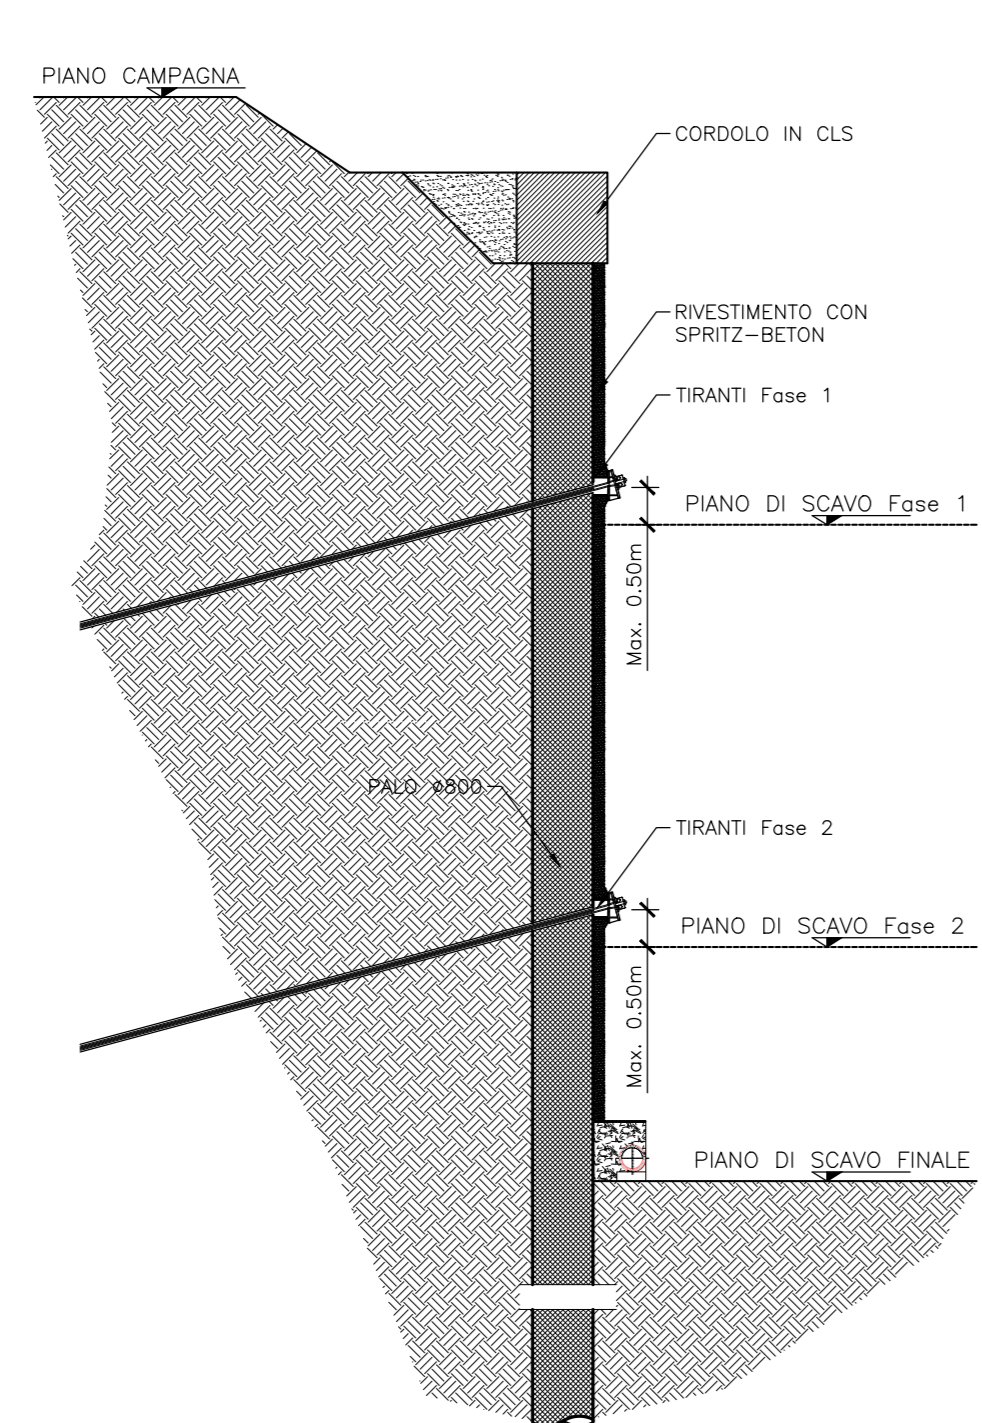 PIANO CAMPAGNA
CORDOLO IN CLS
RIVESTIMENTO CON
SPRITZ-BETON
TIRANTI Fase 1
PIANO DI SCAVO Fase 1
Max. 0.50m
PALO ø800
TIRANTI Fase 2
PIANO DI SCAVO Fase 2
Max. 0.50m
PIANO DI SCAVO FINALE